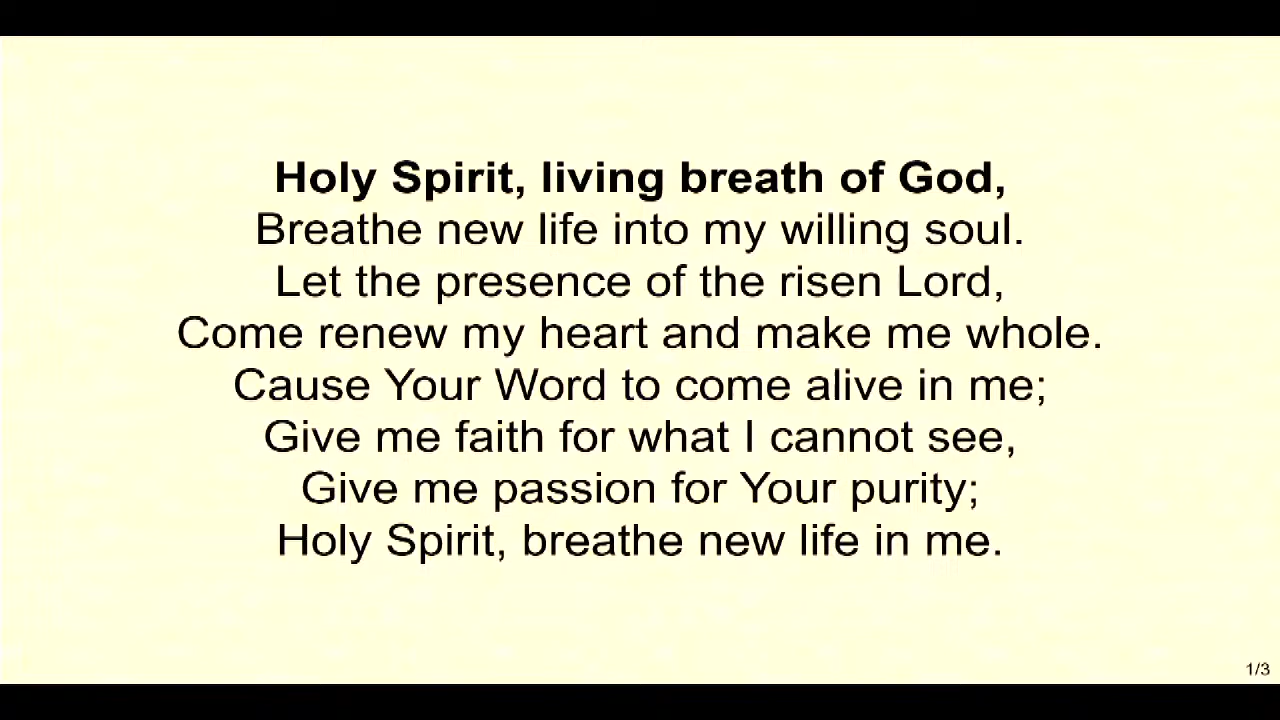 Holy Spirit, living breath of God,
Breathe new life into my willing soul.
Let the presence of the risen Lord,
Come renew my heart and make me whole.
Cause Your Word to come alive in me;
Give me faith for what I cannot see,
Give me passion for Your purity;
Holy Spirit, breathe new life in me.
1/3